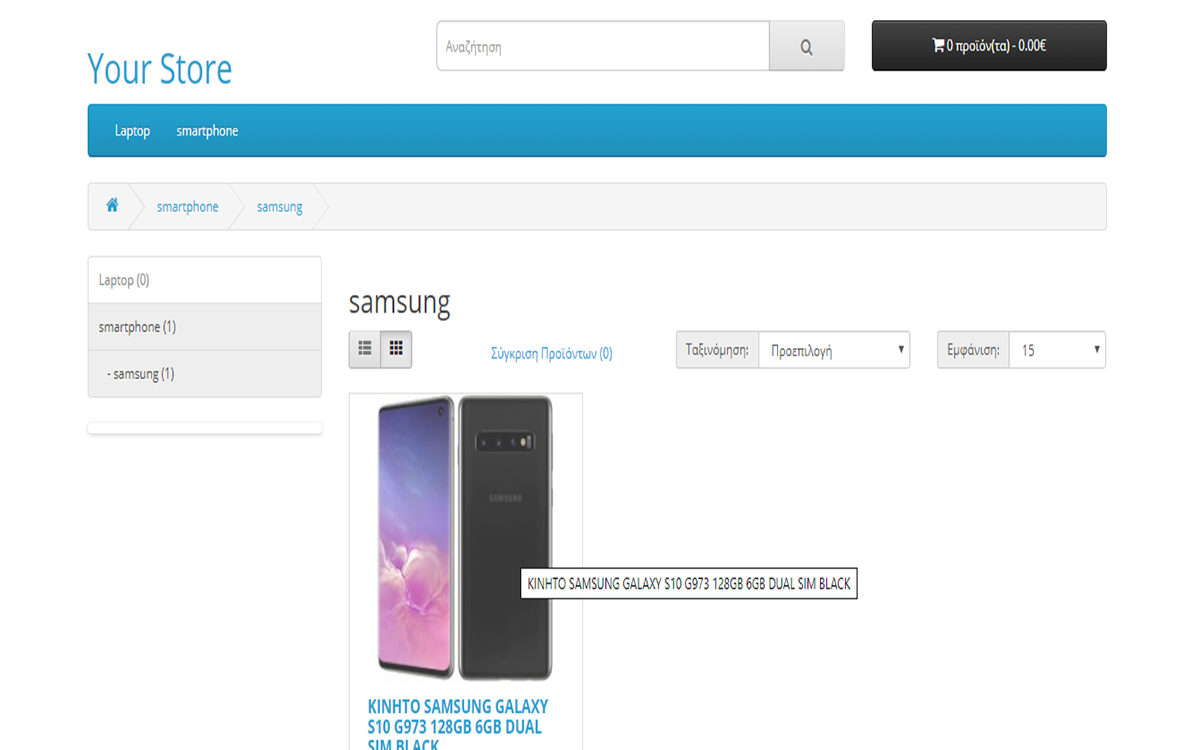 Αναζήτηση
0 προϊόν(τα) - 0.00€
Your Store
Laptop smartphone
smartphone samsung
Laptop (0)
smartphone (1)
- samsung (1)
samsung
Σύγκριση Προϊόντων (0)
Ταξινόμηση: Προεπιλογή
Εμφάνιση: 15
SAMSUNG
ΚΙΝΗΤΟ SAMSUNG GALAXY S10 G973 128GB 6GB DUAL SIM BLACK
ΚΙΝΗΤΟ SAMSUNG GALAXY
S10 G973 128GB 6GB DUAL
SIM BLACK